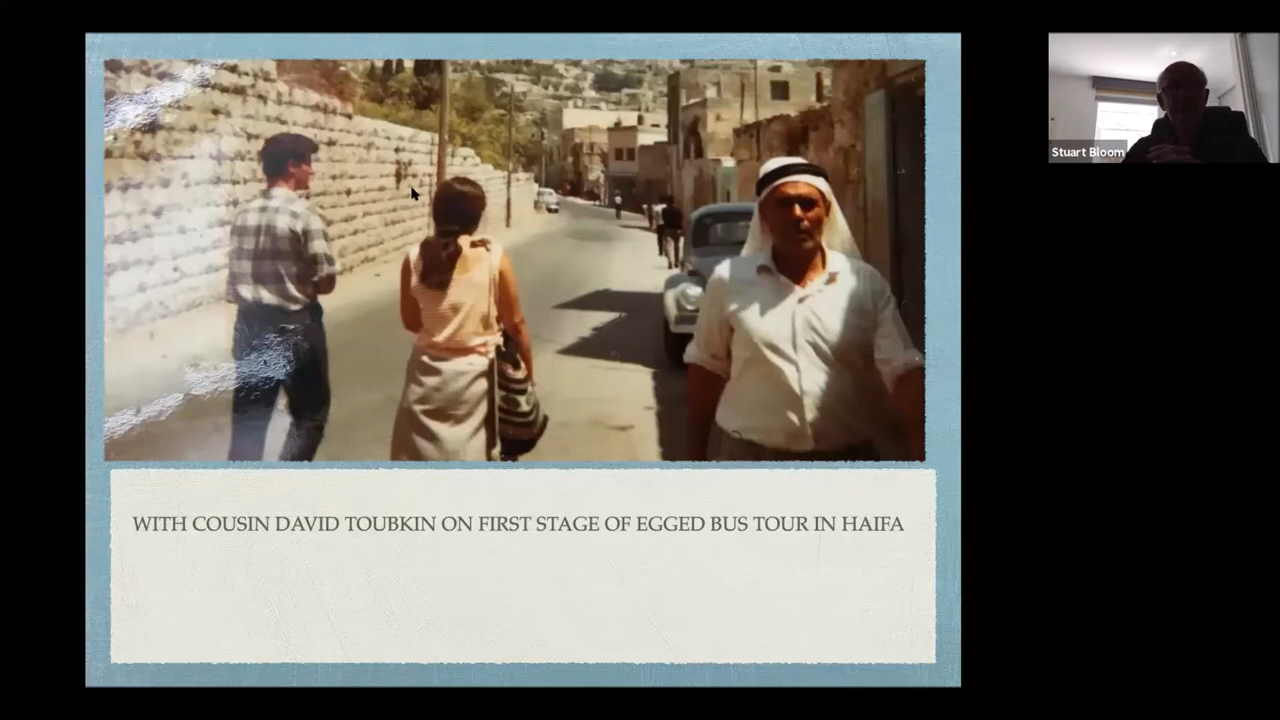 Stuart Bloom
WITH COUSIN DAVID TOUBKIN ON FIRST STAGE OF EGGED BUS TOUR IN HAIFA